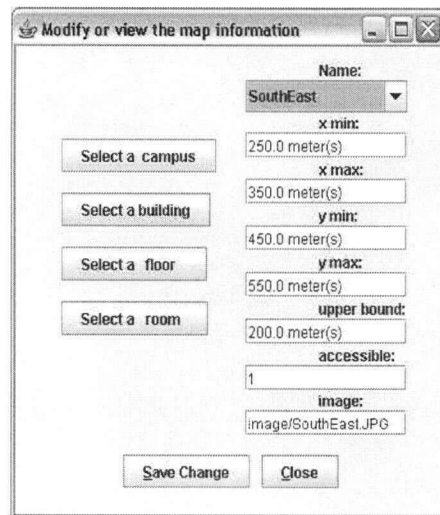 Modify or view the map information
Name:
SouthEast
x min:
250.0 meter(s)
x max:
350.0 meter(s)
y min:
450.0 meter(s)
y max:
550.0 meter(s)
upper bound:
200.0 meter(s)
accessible:
1
image:
image/SouthEast.JPG
Select a campus
Select a building
Select a floor
Select a room
Save Change
Close